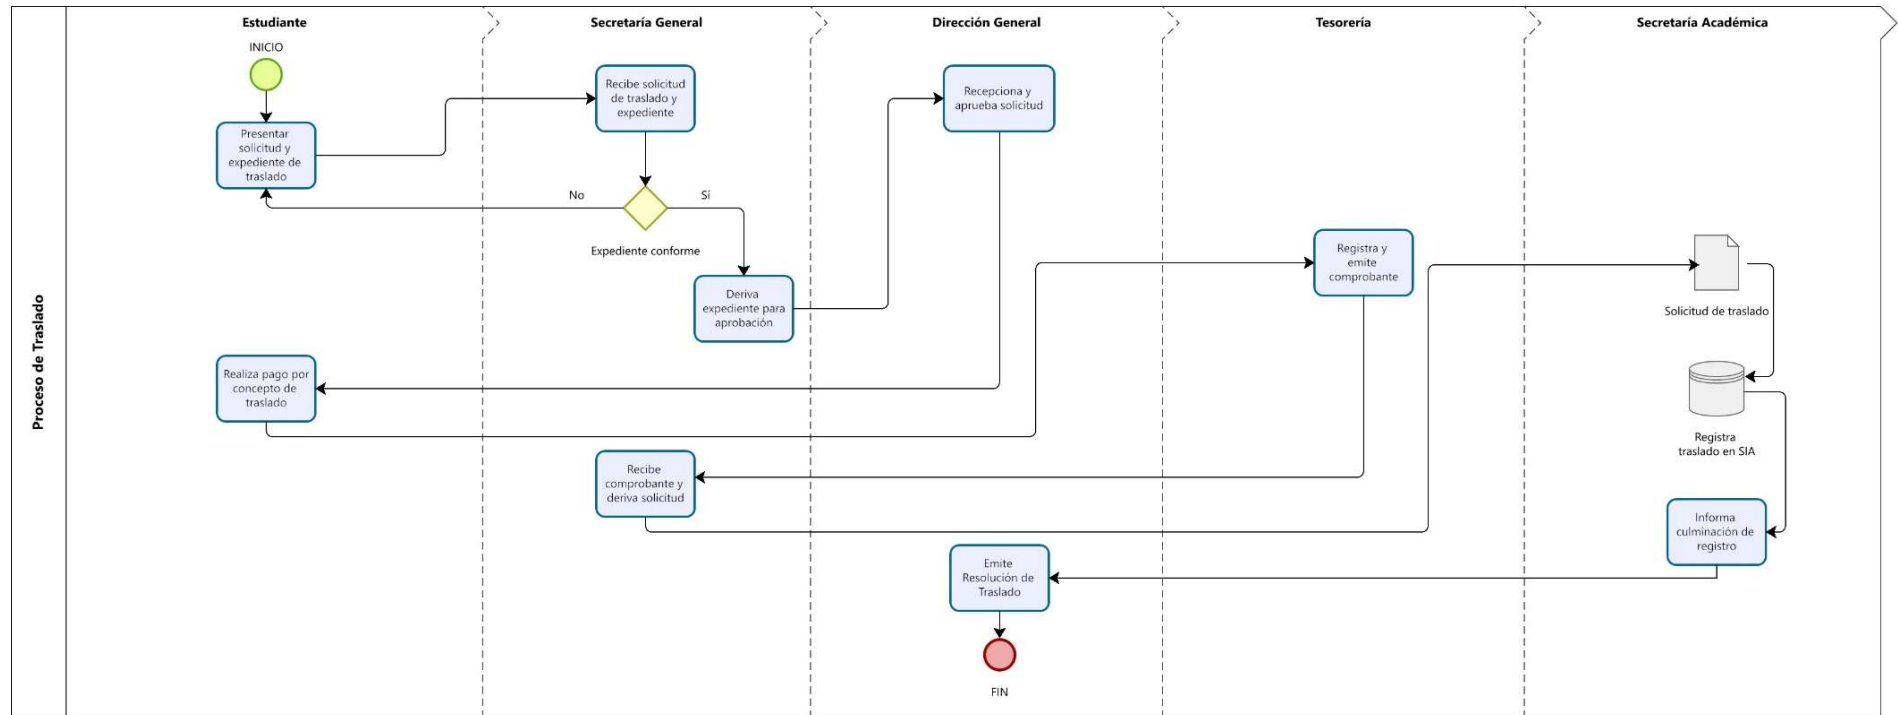 Proceso de Traslado
Estudiante
Secretaría General
Dirección General
Tesorería
Secretaría Académica
INICIO
Presentar
solicitud y
expediente de
traslado
Recibe solicitud
de traslado y
expediente
No
Sí
Expediente conforme
Deriva
expediente para
aprobación
Recepciona y
aprueba solicitud
Realiza pago por
concepto de
traslado
Registra y
emite
comprobante
Recibe
comprobante y
deriva solicitud
Solicitud de traslado
Registra
traslado en SIA
Informa
culminación de
registro
Emite
Resolución de
Traslado
FIN